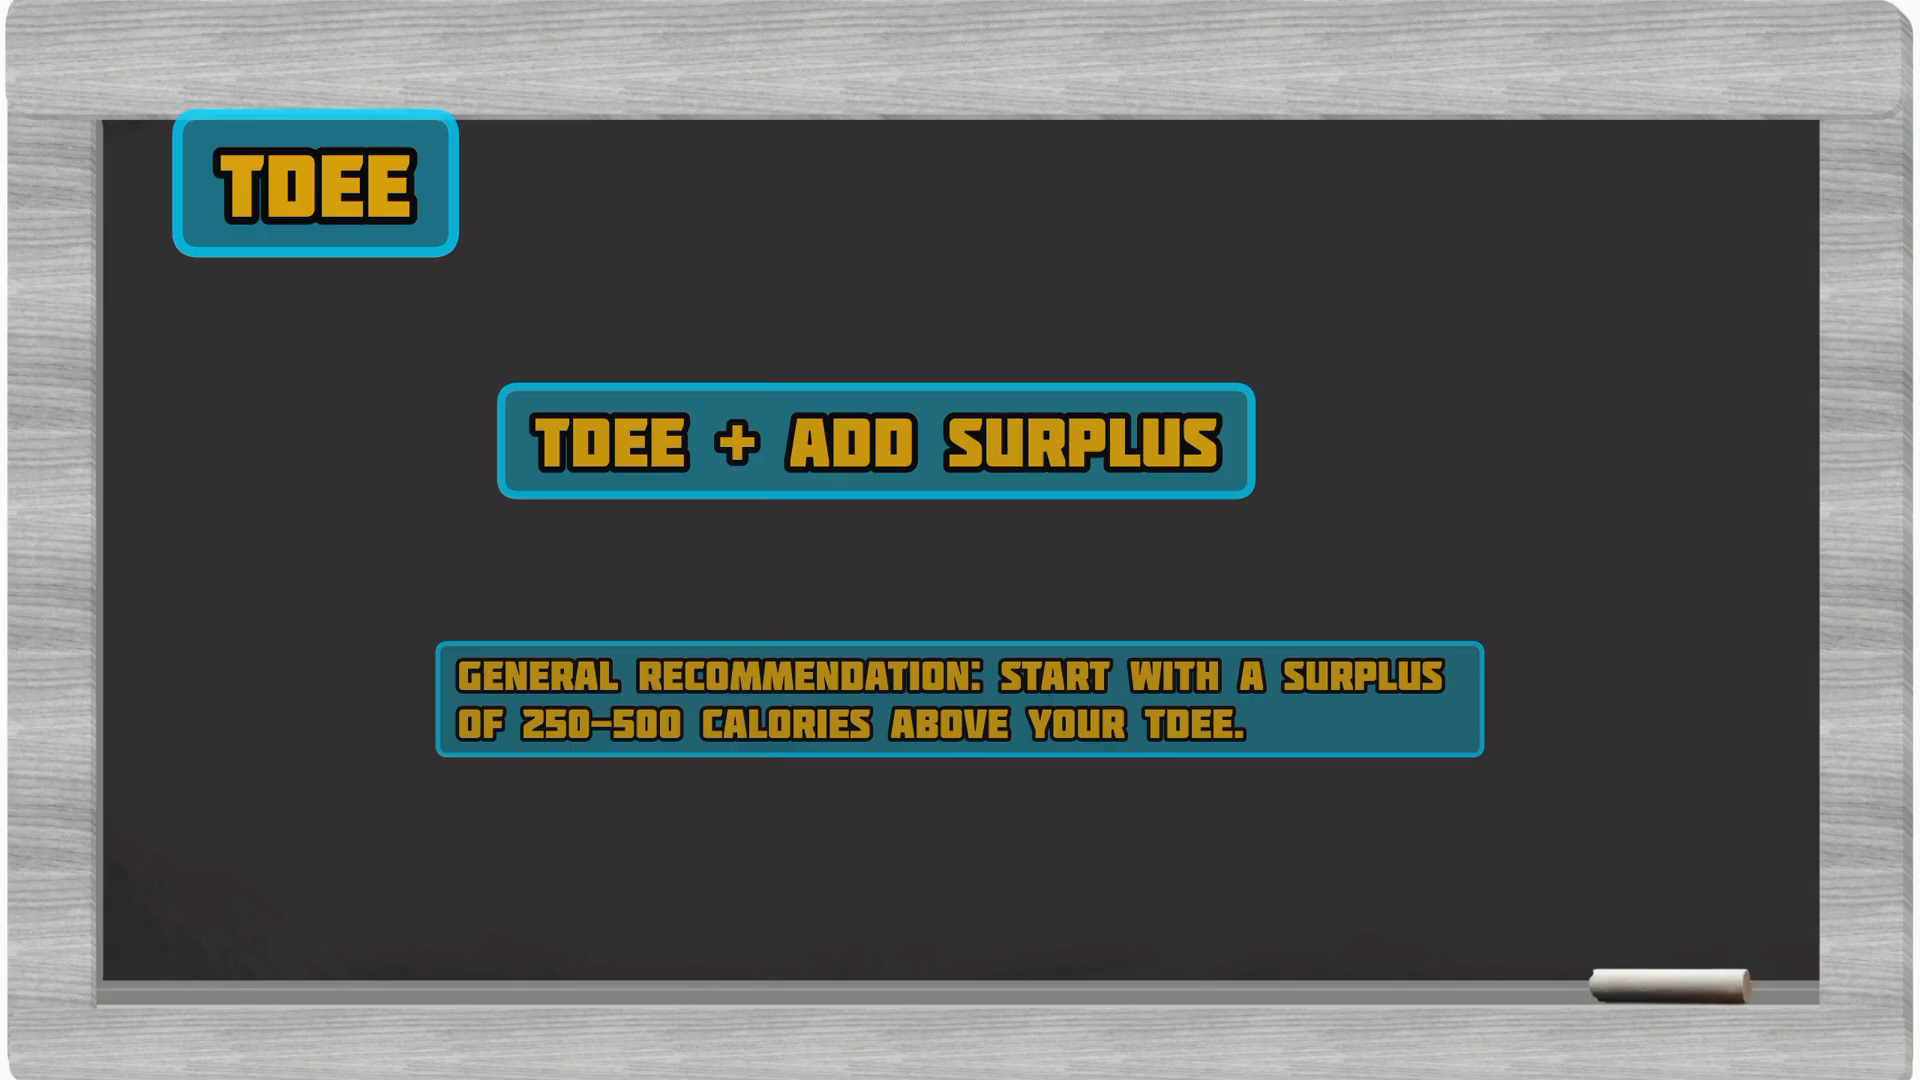 TDEE
TDEE + ADD SURPLUS
GENERAL RECOMMENDATION: START WITH A SURPLUS
OF 250–500 CALORIES ABOVE YOUR TDEE.